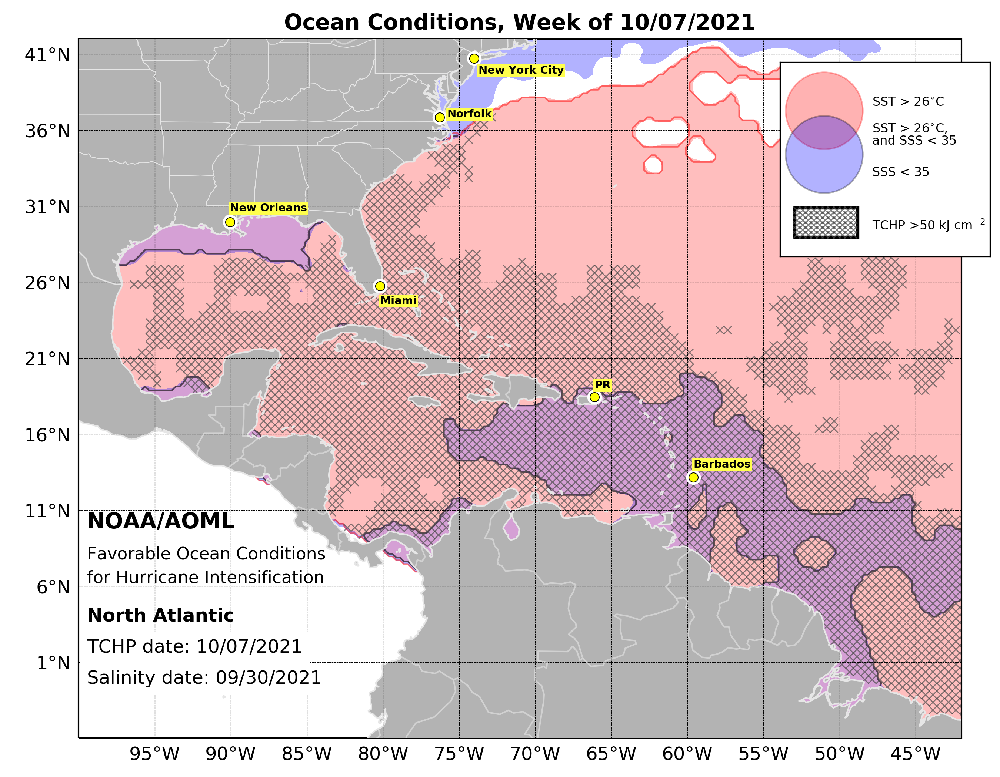 Ocean Conditions, Week of 10/07/2021
41°N
36°N
31°N
26°N
21°N
16°N
11°N
6°N
1°N
New York City
Norfolk
New Orleans
Miami
PR
Barbados
SST > 26°C
SST > 26°C,
and SSS < 35
SSS < 35
TCHP >50 kJ cm⁻²
NOAA/AOML
Favorable Ocean Conditions
for Hurricane Intensification
North Atlantic
TCHP date: 10/07/2021
Salinity date: 09/30/2021
95°W 90°W 85°W 80°W 75°W 70°W 65°W 60°W 55°W 50°W 45°W